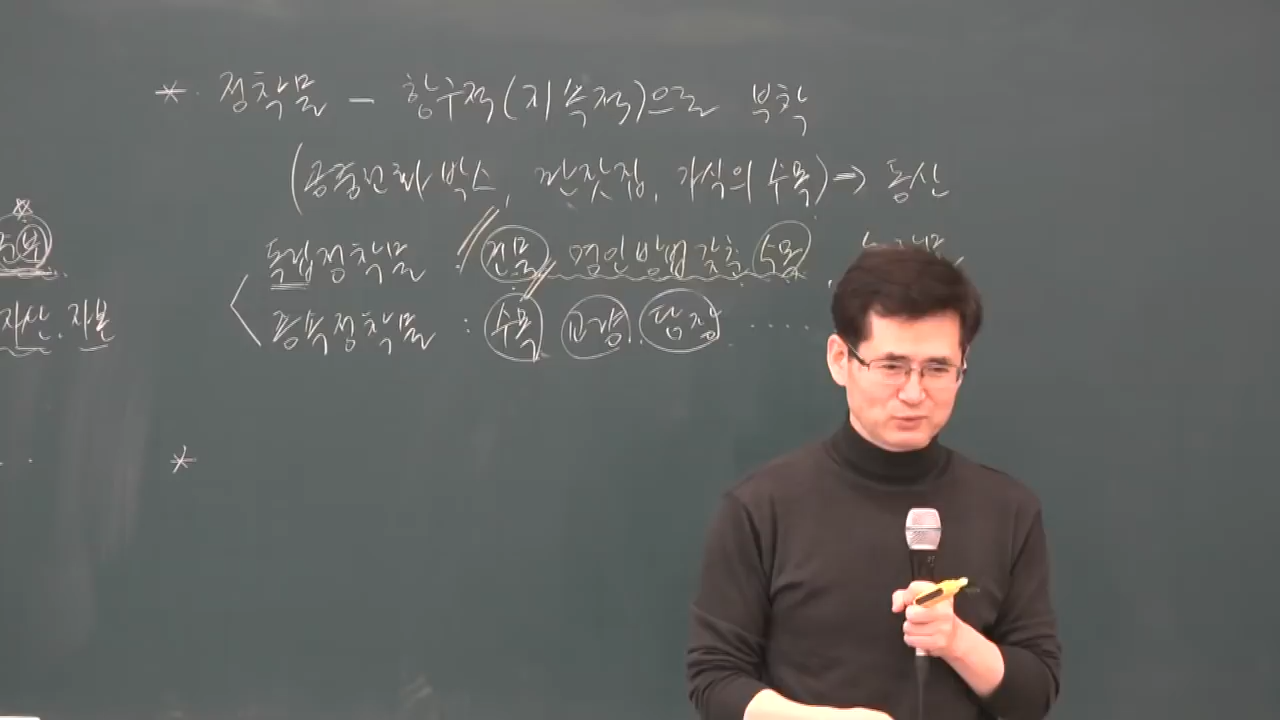 * 정착물 - 항구적(지속적)으로 부착
(공중전화 박스, 판잣집, 가식의 수목) → 동산
독립정착물 : 건물 명인방법 갖춘 수목,
종속정착물 : 수목, 교량, 담장 ....
자산. 자본
*